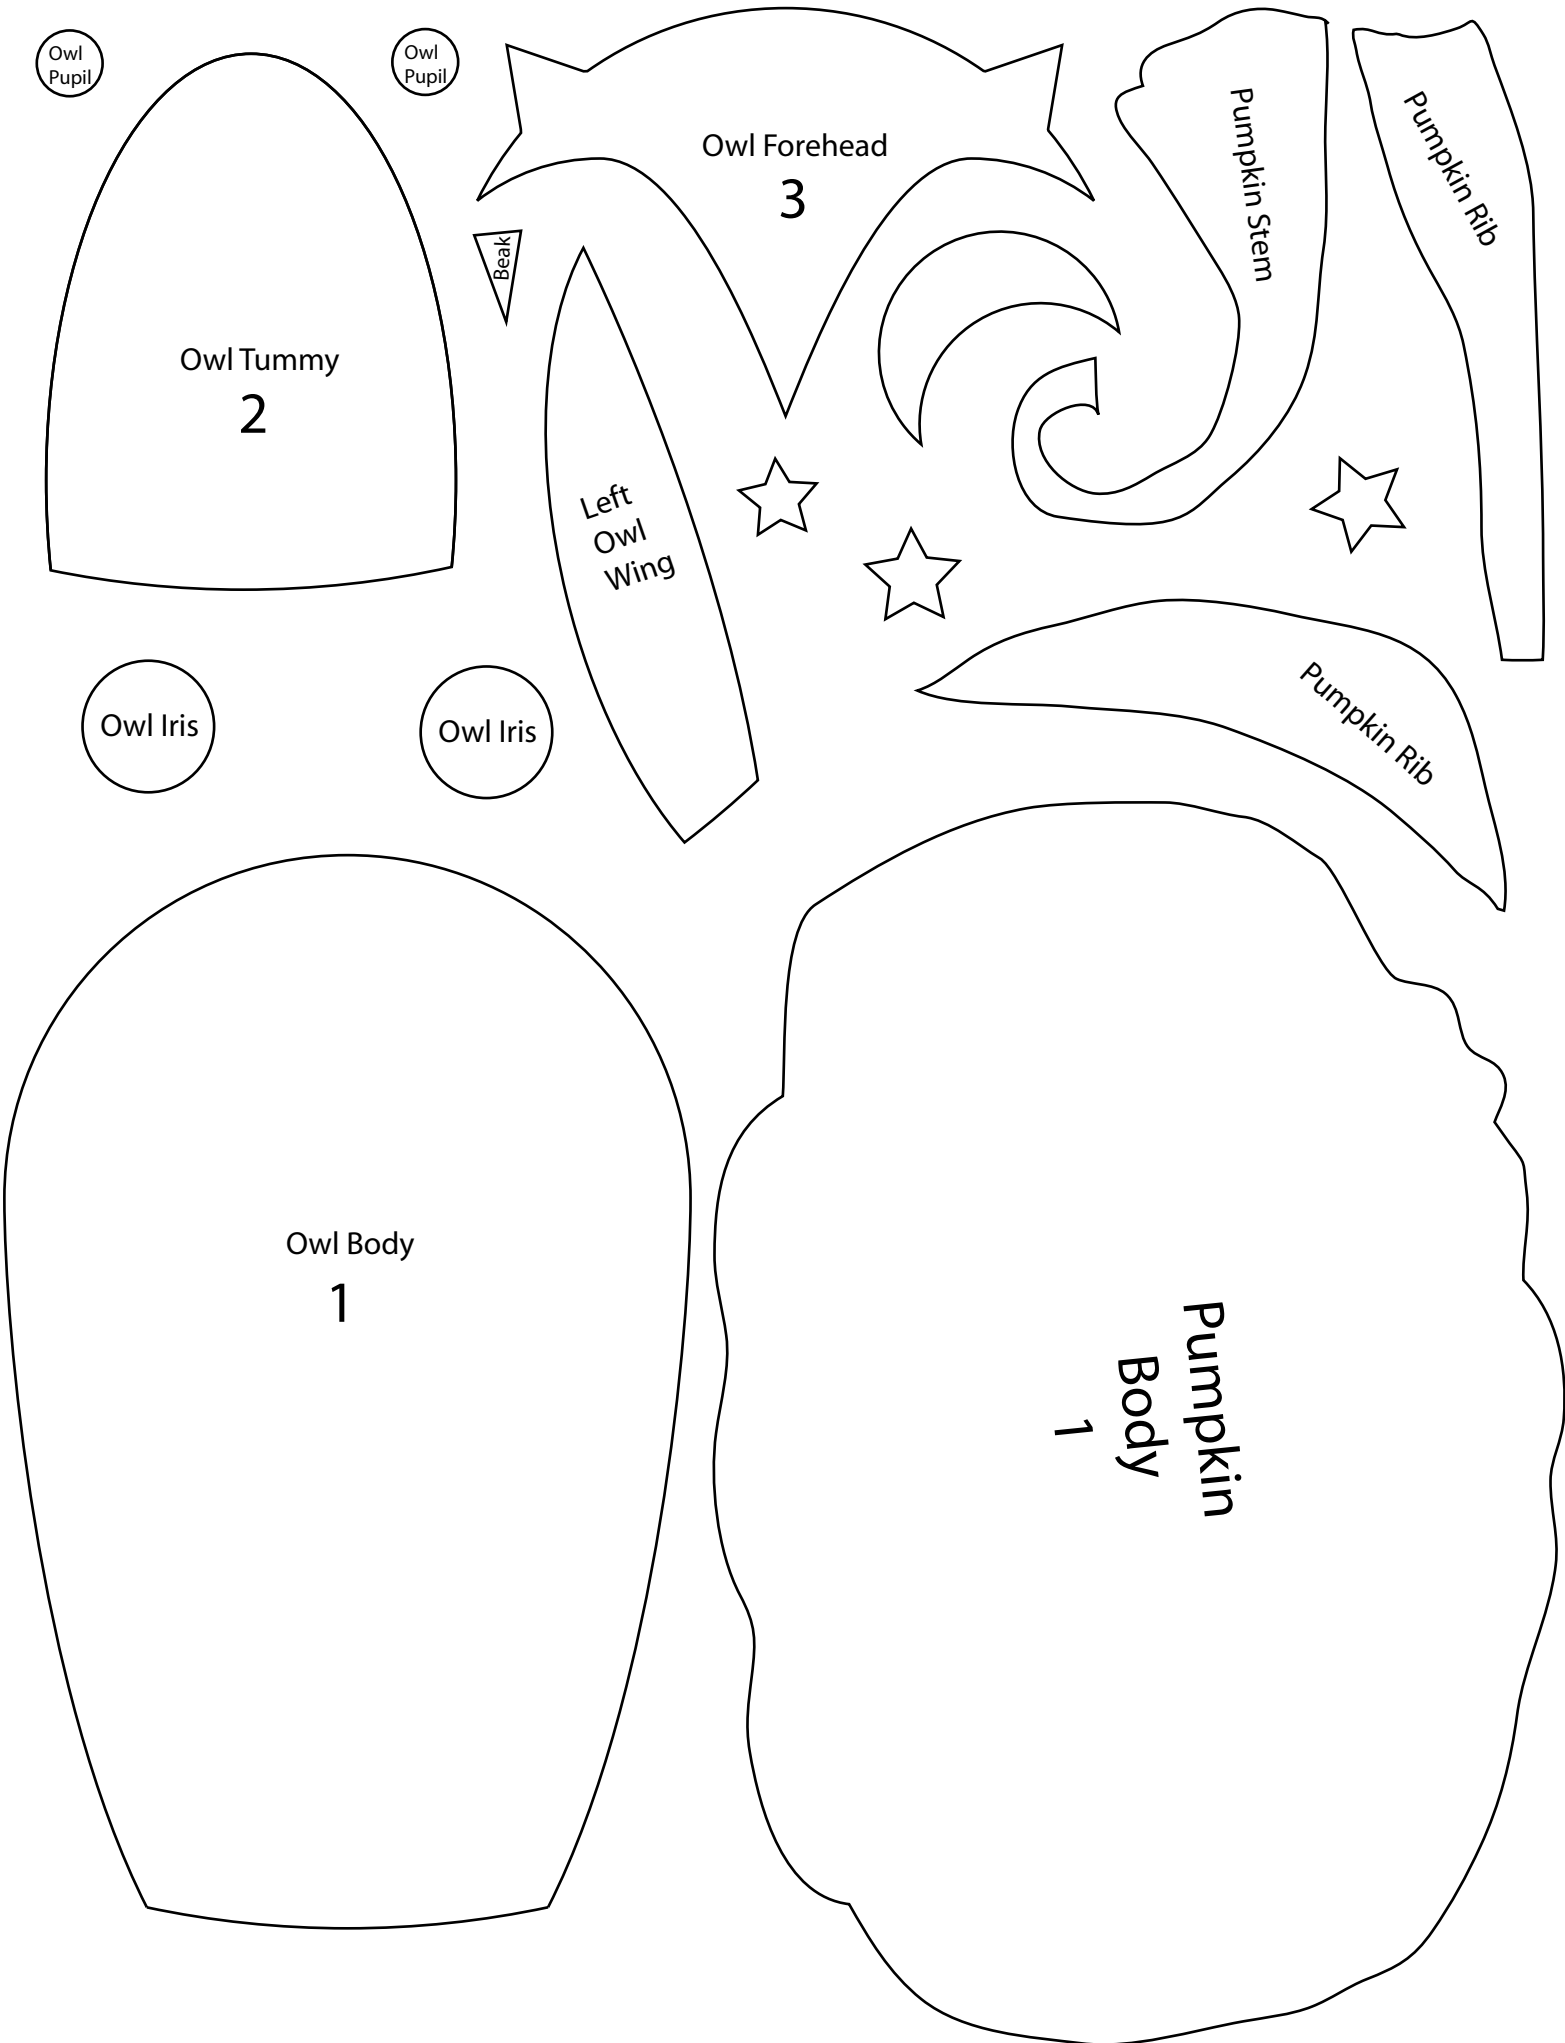 Owl
Pupil
Owl
Pupil
Owl Forehead
3
Pumpkin Stem
Pumpkin Rib
Beak
Owl Tummy
2
Left
Owl
Wing
Owl Iris
Owl Iris
Pumpkin Rib
Owl Body
1
Pumpkin
Body
1